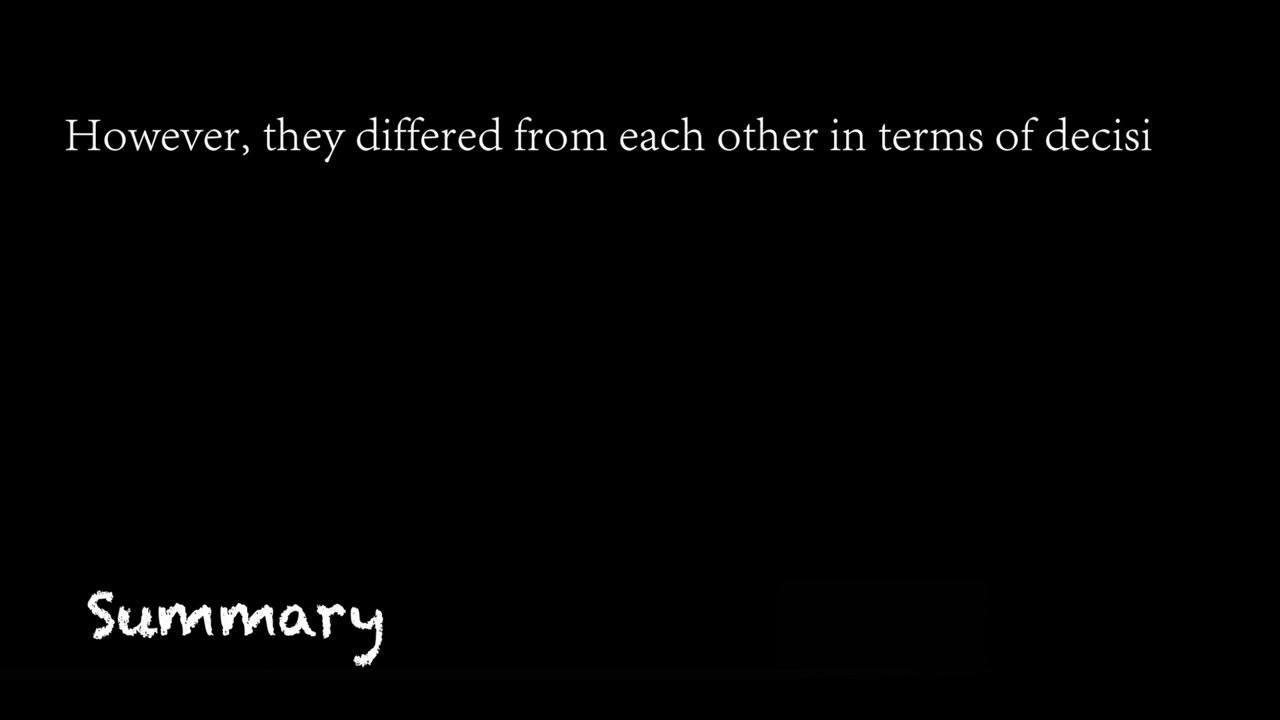 However, they differed from each other in terms of decisi
Summary